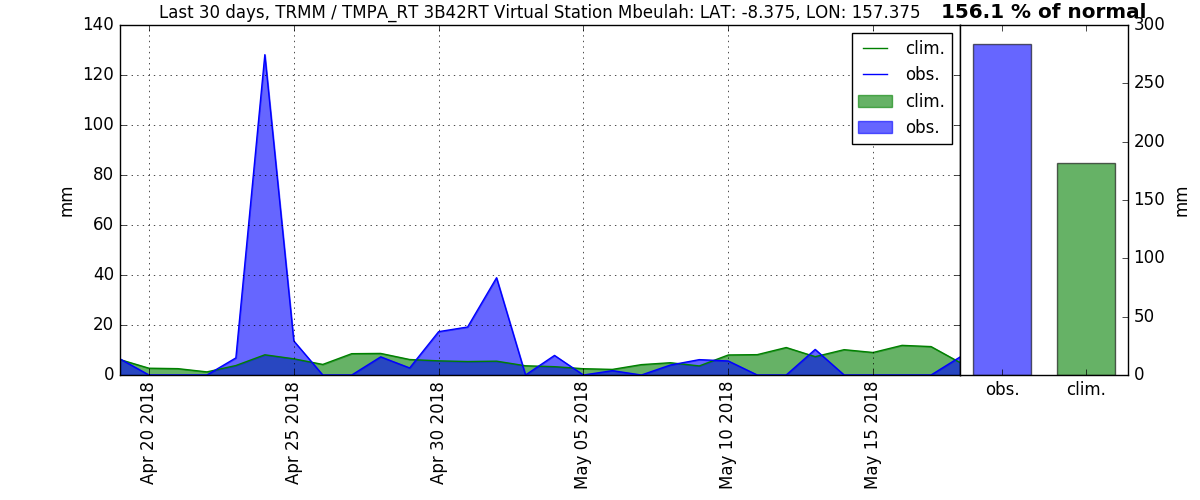 Last 30 days, TRMM / TMPA_RT 3B42RT Virtual Station Mbeulah: LAT: -8.375, LON: 157.375
156.1 % of normal
140
120
100
80
60
40
20
0
mm
clim.
obs.
clim.
obs.
300
250
200
150
100
50
0
mm
Apr 20 2018
Apr 25 2018
Apr 30 2018
May 05 2018
May 10 2018
May 15 2018
obs.
clim.